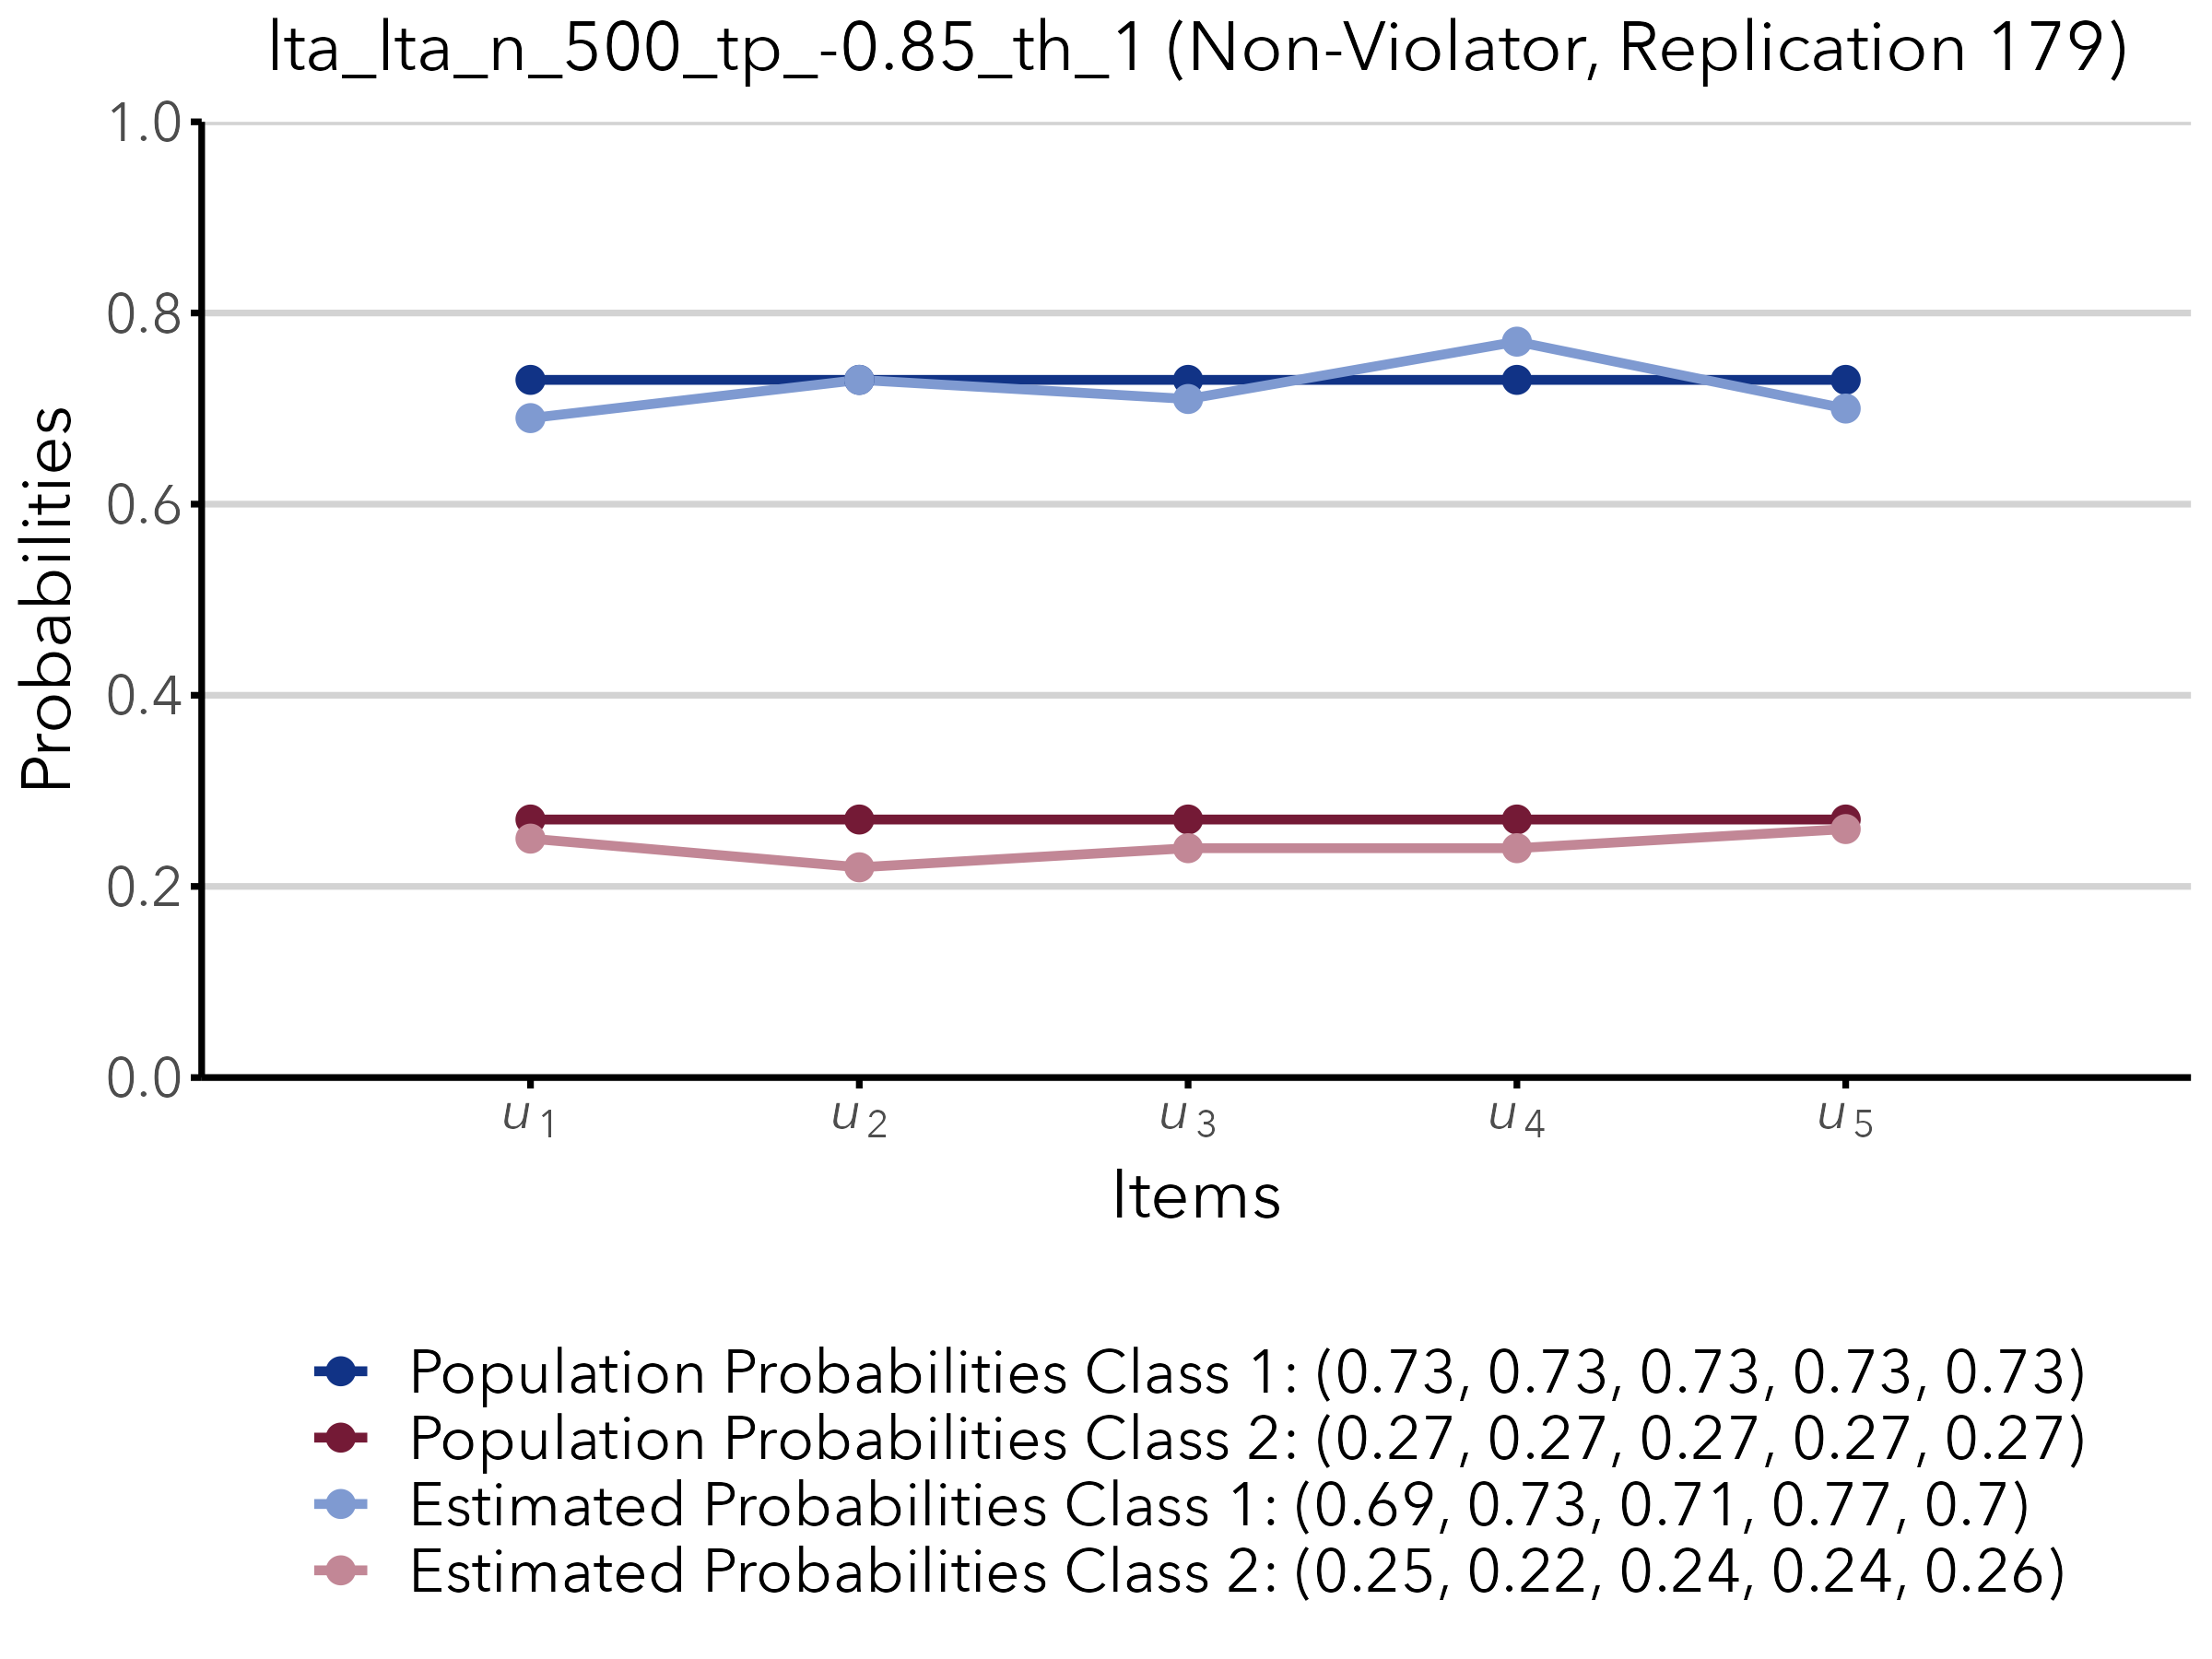 lta_lta_n_500_tp_-0.85_th_1 (Non-Violator, Replication 179)
1.0
0.8
0.6
0.4
0.2
0.0
Probabilities
u1 u2 u3 u4 u5
Items
Population Probabilities Class 1: (0.73, 0.73, 0.73, 0.73, 0.73)
Population Probabilities Class 2: (0.27, 0.27, 0.27, 0.27, 0.27)
Estimated Probabilities Class 1: (0.69, 0.73, 0.71, 0.77, 0.7)
Estimated Probabilities Class 2: (0.25, 0.22, 0.24, 0.24, 0.26)